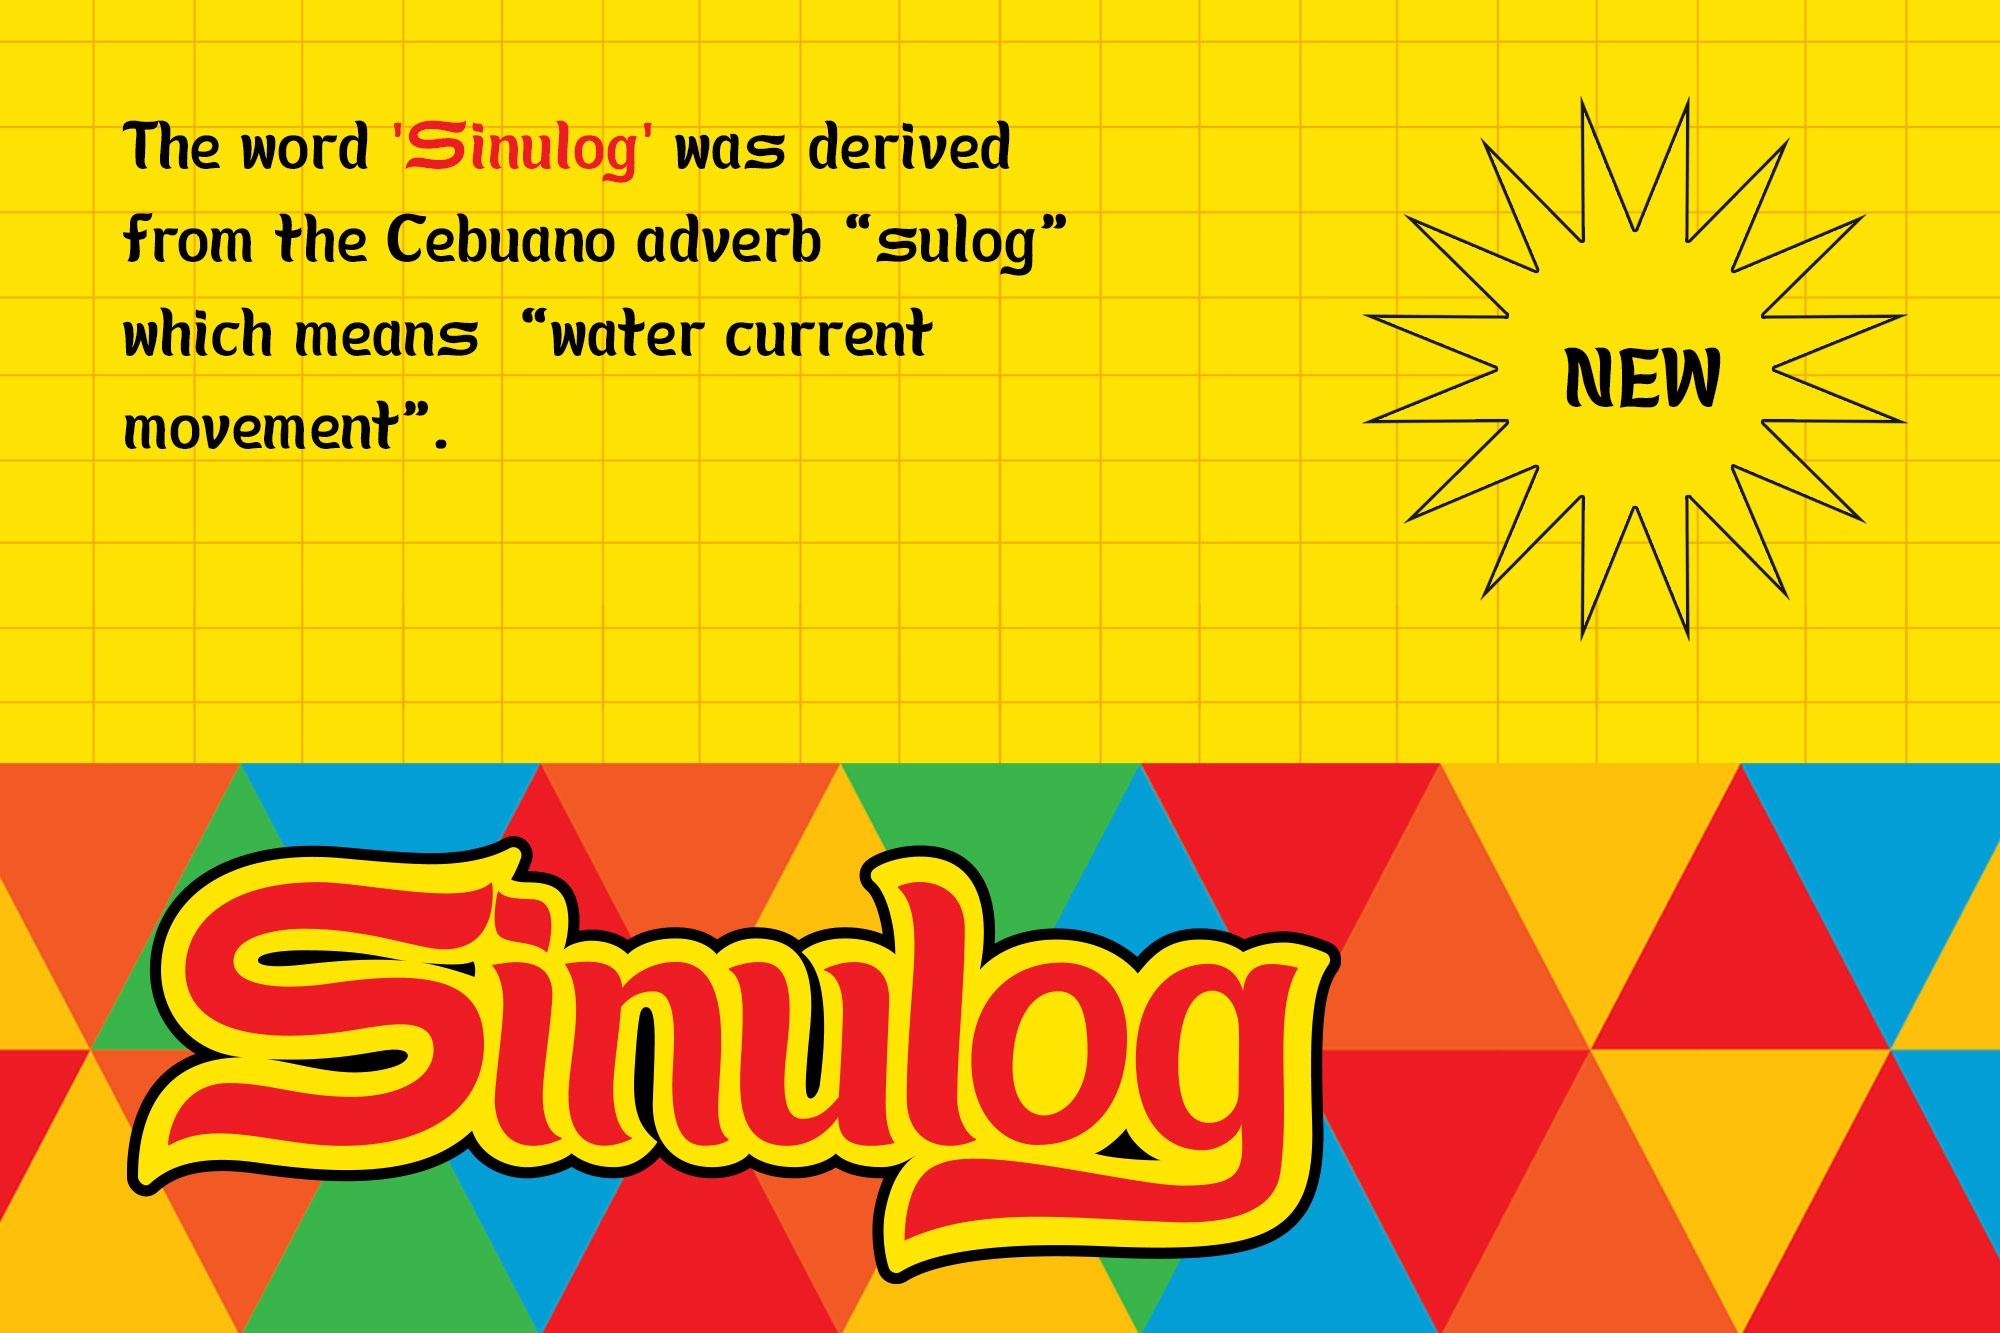 The word 'Sinulog' was derived
from the Cebuano adverb “sulog”
which means “water current
movement”.
NEW
Sinulog